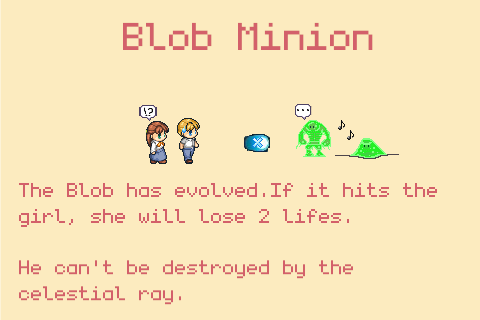 Blob Minion
!?
...
The Blob has evolved.If it hits the
girl, she will lose 2 lifes.
He can't be destroyed by the
celestial ray.